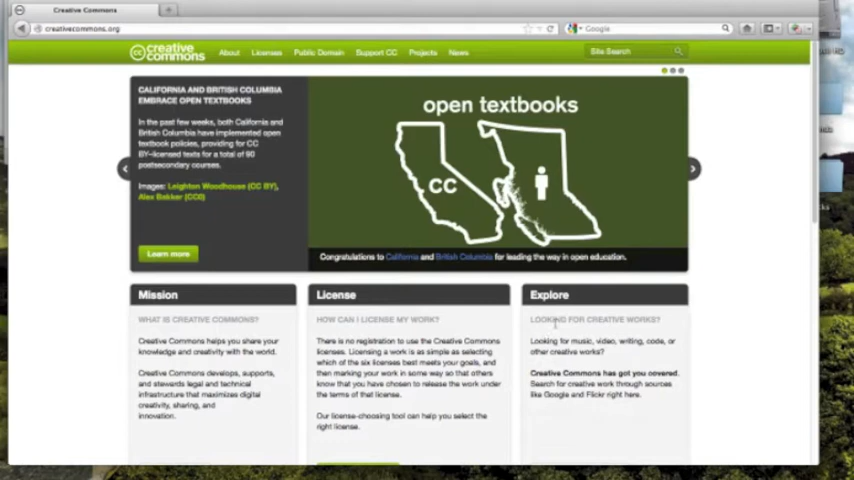 Creative Commons
creativecommons.org
Google
creative commons
About Licenses Public Domain Support CC Projects News
Site Search
CALIFORNIA AND BRITISH COLUMBIA
EMBRACE OPEN TEXTBOOKS
In the past few weeks, both California and
British Columbia have implemented open
textbook policies, providing for CC
BY-licensed texts for a total of 90
postsecondary courses.
Images: Leighton Woodhouse (CC BY),
Alex Bakker (CC0)
Learn more
open textbooks
CC
Congratulations to California and British Columbia for leading the way in open education.
Mission
WHAT IS CREATIVE COMMONS?
Creative Commons helps you share your
knowledge and creativity with the world.
Creative Commons develops, supports,
and stewards legal and technical
infrastructure that maximizes digital
creativity, sharing, and
innovation.
License
HOW CAN I LICENSE MY WORK?
There is no registration to use the Creative Commons
licenses. Licensing a work is as simple as selecting
which of the six licenses best meets your goals, and
then marking your work in some way so that others
know that you have chosen to release the work under
the terms of that license.
Our license-choosing tool can help you select the
right license.
Explore
LOOKING FOR CREATIVE WORKS?
Looking for music, video, writing, code, or
other creative works?
Creative Commons has got you covered.
Search for creative work through sources
like Google and Flickr right here.